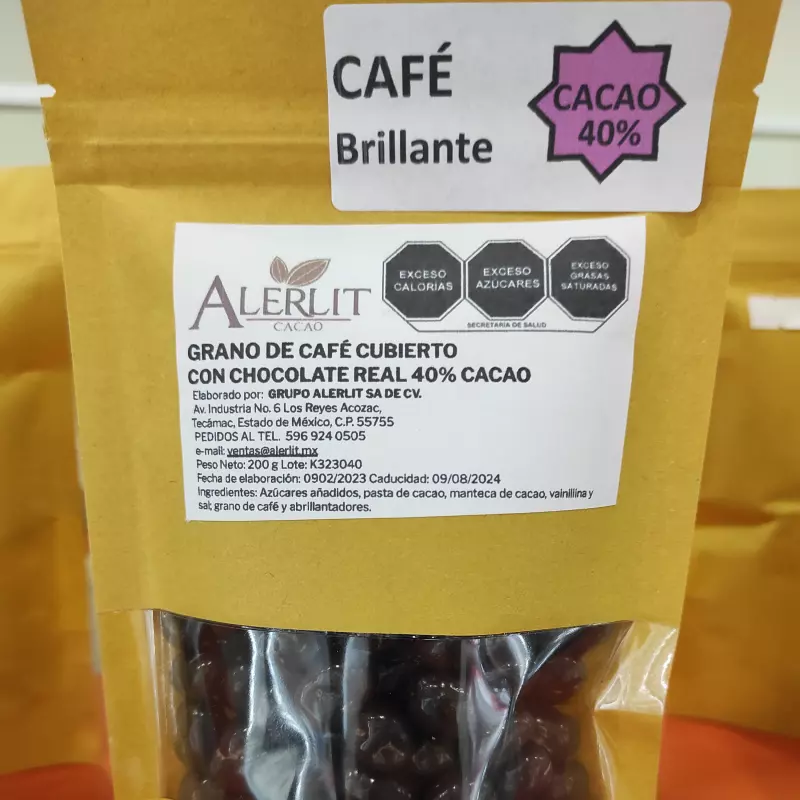 CAFÉ
Brillante
CACAO
40%
ALERLIT
CACAO
EXCESO
CALORÍAS
EXCESO
AZÚCARES
EXCESO
GRASAS
SATURADAS
SECRETARÍA DE SALUD
GRANO DE CAFÉ CUBIERTO
CON CHOCOLATE REAL 40% CACAO
Elaborado por: GRUPO ALERLIT SA DE CV.
Av. Industria No. 6 Los Reyes Acozac,
Tecámac, Estado de México, C.P. 55755
PEDIDOS AL TEL. 596 924 0505
e-mail: ventas@alerlit.mx
Peso Neto: 200 g Lote: K323040
Fecha de elaboración: 0902/2023 Caducidad: 09/08/2024
Ingredientes: Azúcares añadidos, pasta de cacao, manteca de cacao, vainillina y
sal; grano de café y abrillantadores.